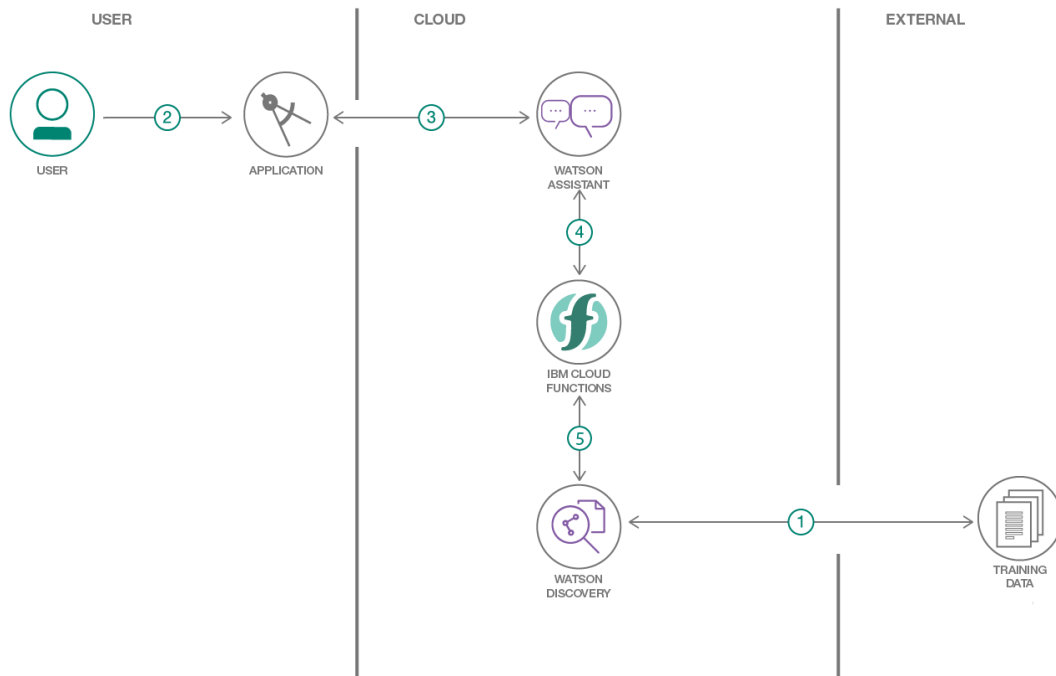 USER
CLOUD
EXTERNAL
2
3
USER
APPLICATION
WATSON
ASSISTANT
4
IBM CLOUD
FUNCTIONS
5
1
WATSON
DISCOVERY
TRAINING
DATA